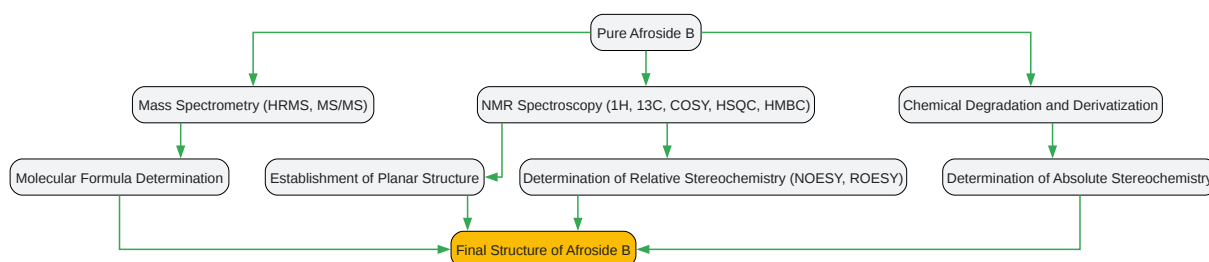 Pure Afroside B
Mass Spectrometry (HRMS, MS/MS)
NMR Spectroscopy (1H, 13C, COSY, HSQC, HMBC)
Chemical Degradation and Derivatization
Molecular Formula Determination
Establishment of Planar Structure
Determination of Relative Stereochemistry (NOESY, ROESY)
Determination of Absolute Stereochemistry
Final Structure of Afroside B